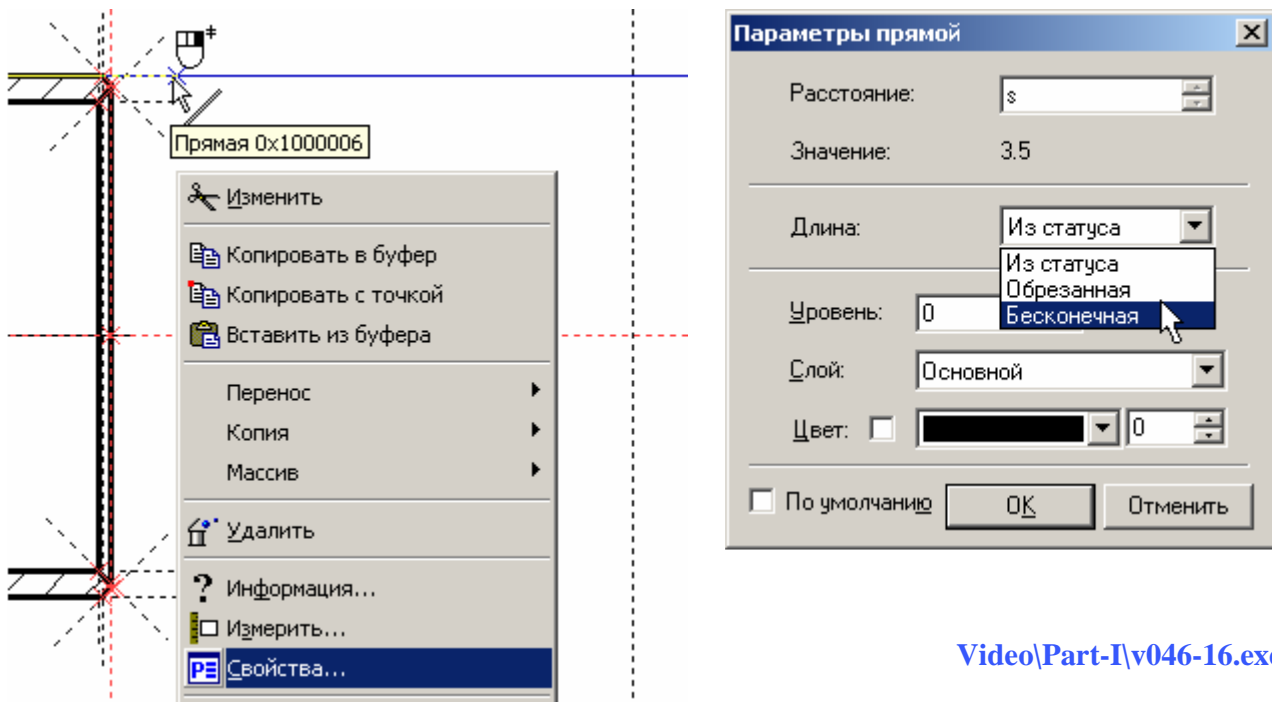 Прямая 0x1000006
Изменить
Копировать в буфер
Копировать с точкой
Вставить из буфера
Перенос
Копия
Массив
Удалить
Информация...
Измерить...
Свойства...
Параметры прямой
Расстояние: s
Значение: 3.5
Длина: Из статуса
Из статуса
Обрезанная
Бесконечная
Уровень: 0
Слой: Основной
Цвет: 0
По умолчанию OK Отменить
Video\Part-I\v046-16.exe